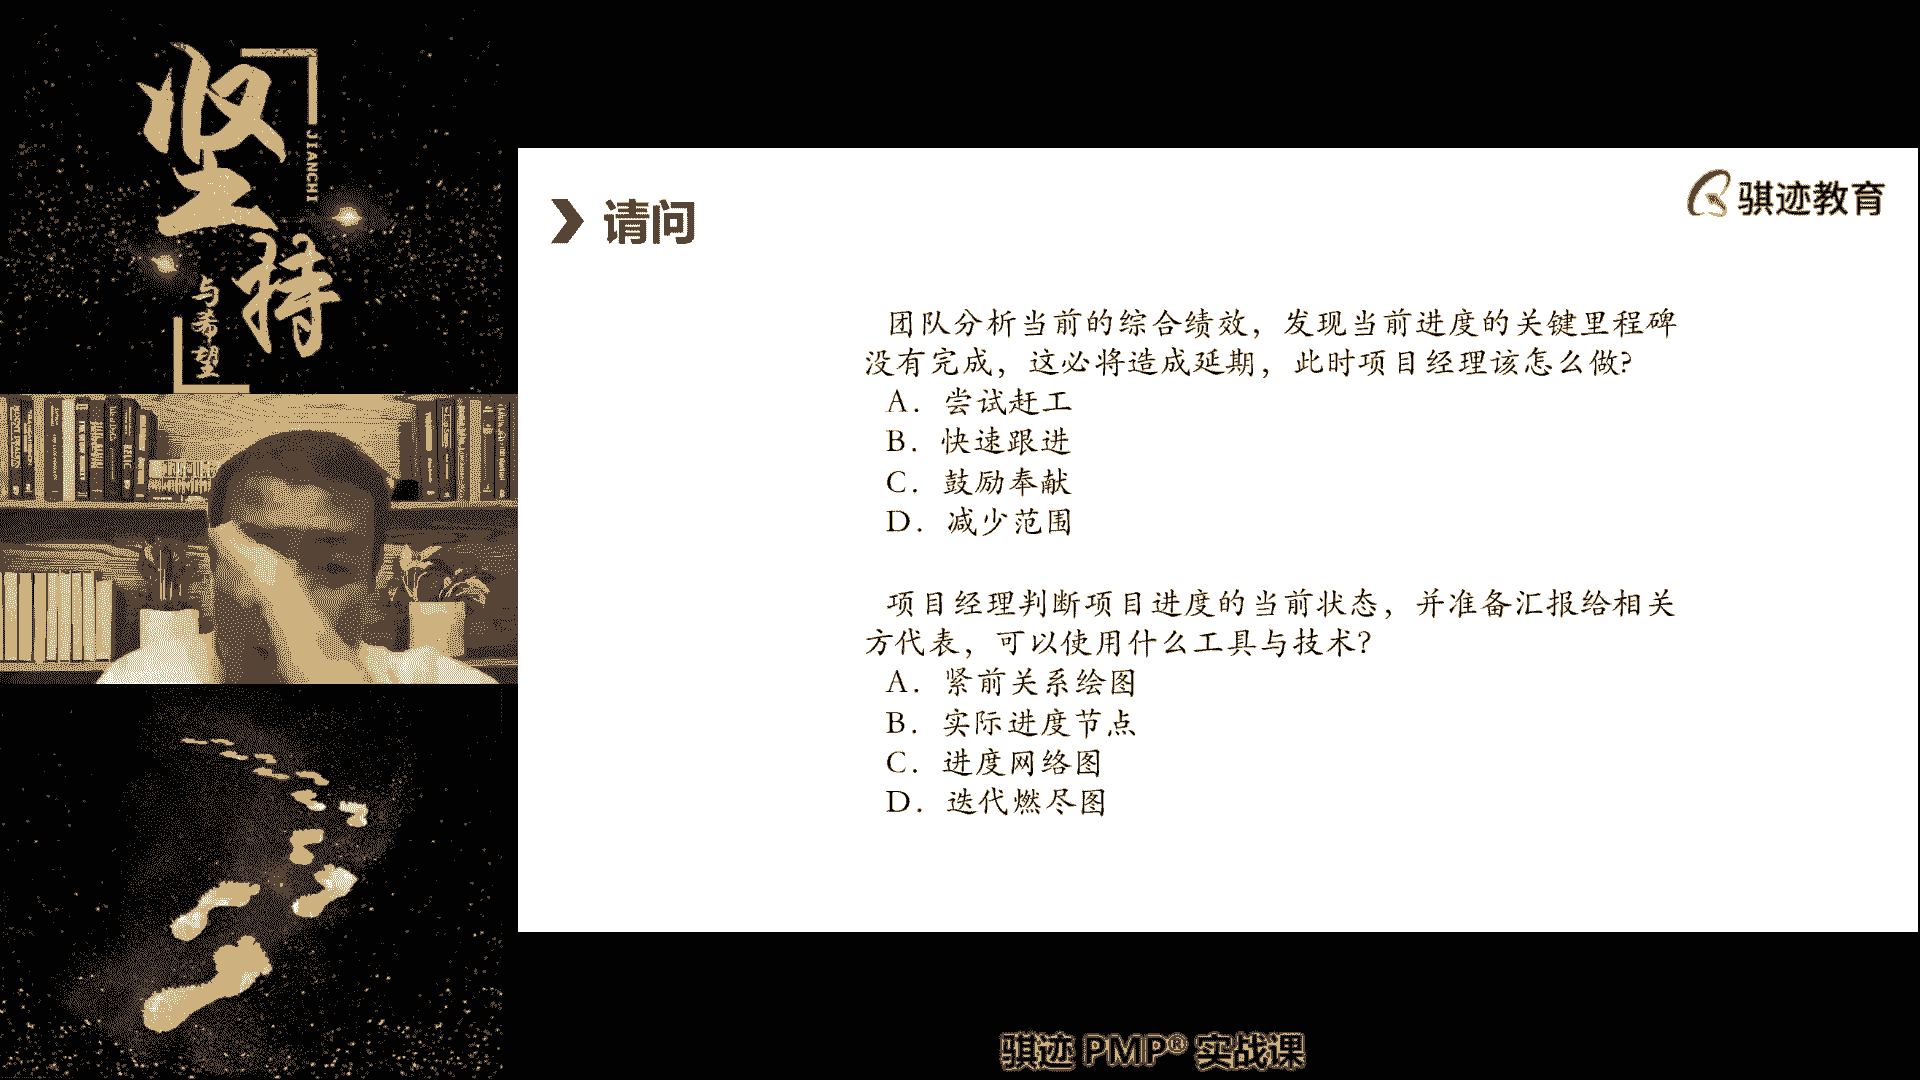 坚
持
JIANCHI
与希望
请问
骐迹教育
团队分析当前的综合绩效，发现当前进度的关键里程碑
没有完成，这必将造成延期，此时项目经理该怎么做?
A. 尝试赶工
B. 快速跟进
C. 鼓励奉献
D. 减少范围
项目经理判断项目进度的当前状态，并准备汇报给相关
方代表，可以使用什么工具与技术?
A. 紧前关系绘图
B. 实际进度节点
C. 进度网络图
D. 迭代燃尽图
骐迹 PMP® 实战课